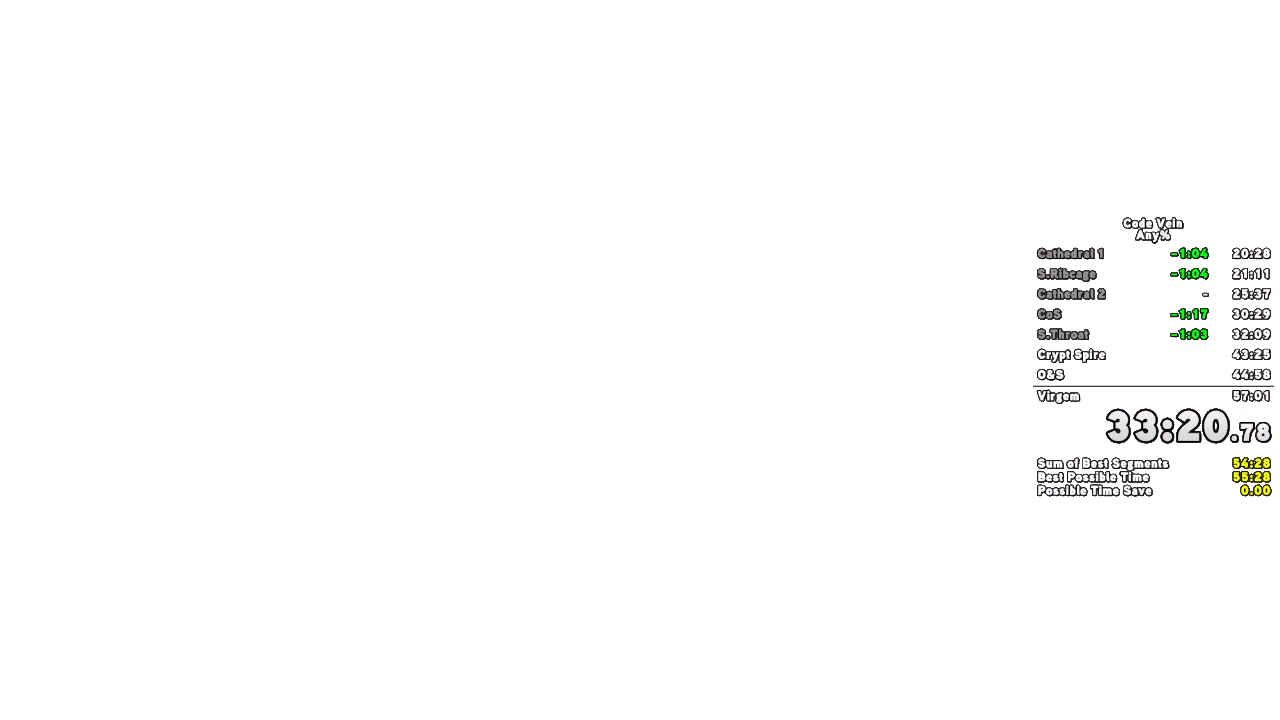 Code Vein
Any%
Cathedral 1 -1:04 20:28
S.Ribcage -1:04 21:11
Cathedral 2 - 25:37
CoS -1:17 30:29
S.Throat -1:03 32:09
Crypt Spire 43:25
O&S 44:58
Virgem 57:01
33:20.78
Sum of Best Segments 54:28
Best Possible Time 55:28
Possible Time Save 0.00